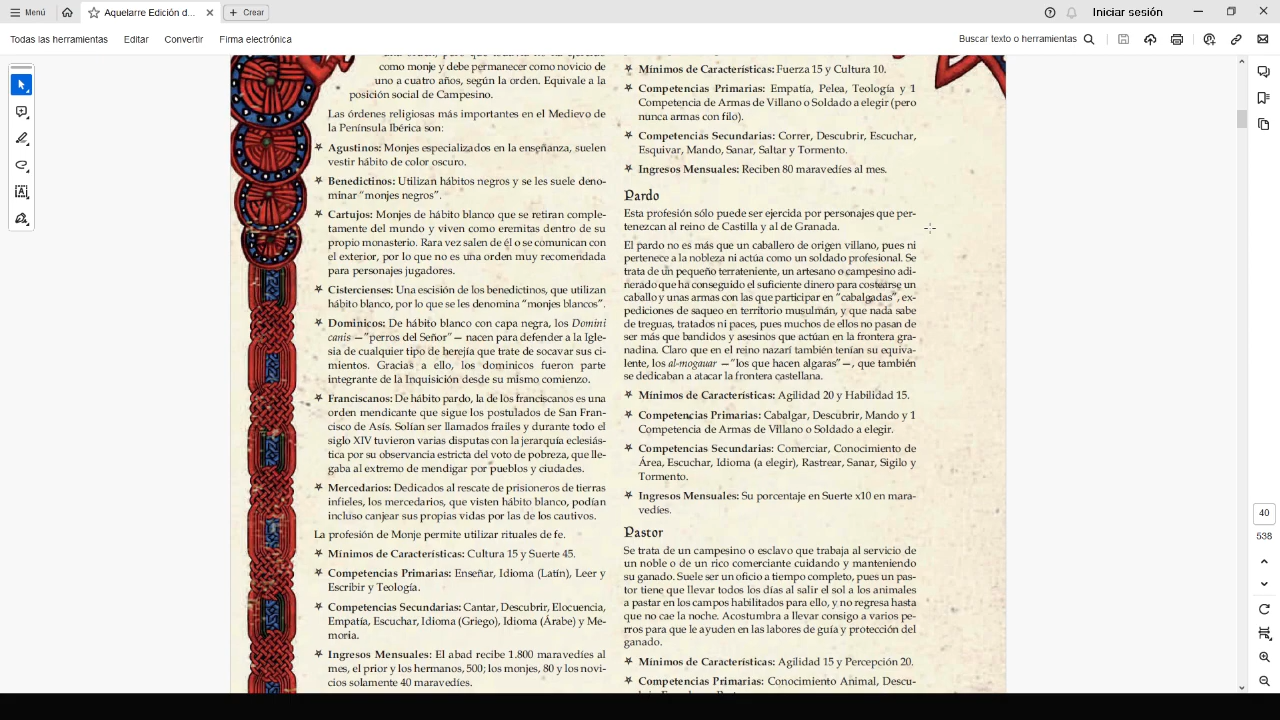 Menú
Aquelarre Edición d...
Crear
Iniciar sesión
Todas las herramientas
Editar
Convertir
Firma electrónica
Buscar texto o herramientas
como monje y debe permanecer como novicio de
uno a cuatro años, según la orden. Equivale a la
posición social de Campesino.
Las órdenes religiosas más importantes en el Medievo de
la Península Ibérica son:
Agustinos: Monjes especializados en la enseñanza, suelen
vestir hábito de color oscuro.
Benedictinos: Utilizan hábitos negros y se les suele deno-
minar “monjes negros”.
Cartujos: Monjes de hábito blanco que se retiran comple-
tamente del mundo y viven como eremitas dentro de su
propio monasterio. Rara vez salen de él o se comunican con
el exterior, por lo que no es una orden muy recomendada
para personajes jugadores.
Cistercienses: Una escisión de los benedictinos, que utilizan
hábito blanco, por lo que se les denomina “monjes blancos”.
Dominicos: De hábito blanco con capa negra, los Domini
canis —“perros del Señor”— nacen para defender a la Igle-
sia de cualquier tipo de herejía que trate de socavar sus ci-
mientos. Gracias a ello, los dominicos fueron parte
integrante de la Inquisición desde su mismo comienzo.
Franciscanos: De hábito pardo, la de los franciscanos es una
orden mendicante que sigue los postulados de San Fran-
cisco de Asís. Solían ser llamados frailes y durante todo el
siglo XIV tuvieron varias disputas con la jerarquía eclesiás-
tica por su observancia estricta del voto de pobreza, que lle-
gaba al extremo de mendigar por pueblos y ciudades.
Mercedarios: Dedicados al rescate de prisioneros de tierras
infieles, los mercedarios, que visten hábito blanco, podían
incluso canjear sus propias vidas por las de los cautivos.
La profesión de Monje permite utilizar rituales de fe.
Mínimos de Características: Cultura 15 y Suerte 45.
Competencias Primarias: Enseñar, Idioma (Latín), Leer y
Escribir y Teología.
Competencias Secundarias: Cantar, Descubrir, Elocuencia,
Empatía, Escuchar, Idioma (Griego), Idioma (Árabe) y Me-
moria.
Ingresos Mensuales: El abad recibe 1.800 maravedíes al
mes, el prior y los hermanos, 500; los monjes, 80 y los novi-
cios solamente 40 maravedíes.
Mínimos de Características: Fuerza 15 y Cultura 10.
Competencias Primarias: Empatía, Pelea, Teología y 1
Competencia de Armas de Villano o Soldado a elegir (pero
nunca armas con filo).
Competencias Secundarias: Correr, Descubrir, Escuchar,
Esquivar, Mando, Sanar, Saltar y Tormento.
Ingresos Mensuales: Reciben 80 maravedíes al mes.
Pardo
Esta profesión sólo puede ser ejercida por personajes que per-
tenezcan al reino de Castilla y al de Granada.
El pardo no es más que un caballero de origen villano, pues ni
pertenece a la nobleza ni actúa como un soldado profesional. Se
trata de un pequeño terrateniente, un artesano o campesino adi-
nerado que ha conseguido el suficiente dinero para costearse un
caballo y unas armas con las que participar en “cabalgadas”, ex-
pediciones de saqueo en territorio musulmán, y que nada sabe
de treguas, tratados ni paces, pues muchos de ellos no pasan de
ser más que bandidos y asesinos que actúan en la frontera gra-
nadina. Claro que en el reino nazarí también tenían su equiva-
lente, los al-mogauar —“los que hacen algaras”—, que también
se dedicaban a atacar la frontera castellana.
Mínimos de Características: Agilidad 20 y Habilidad 15.
Competencias Primarias: Cabalgar, Descubrir, Mando y 1
Competencia de Armas de Villano o Soldado a elegir.
Competencias Secundarias: Comerciar, Conocimiento de
Área, Escuchar, Idioma (a elegir), Rastrear, Sanar, Sigilo y
Tormento.
Ingresos Mensuales: Su porcentaje en Suerte x10 en mara-
vedíes.
Pastor
Se trata de un campesino o esclavo que trabaja al servicio de
un noble o de un rico comerciante cuidando y manteniendo
su ganado. Suele ser un oficio a tiempo completo, pues un pas-
tor tiene que llevar todos los días al salir el sol a los animales
a pastar en los campos habilitados para ello, y no regresa hasta
que no cae la noche. Acostumbra a llevar consigo a varios pe-
rros para que le ayuden en las labores de guía y protección del
ganado.
Mínimos de Características: Agilidad 15 y Percepción 20.
Competencias Primarias: Conocimiento Animal, Descu-
40
538